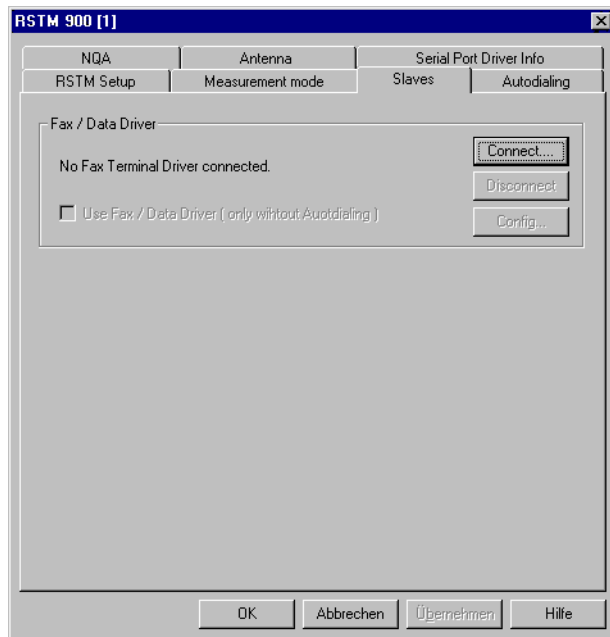 RSTM 900 [1]
NQA Antenna Serial Port Driver Info
RSTM Setup Measurement mode Slaves Autodialing
Fax / Data Driver
No Fax Terminal Driver connected.
Connect....
Disconnect
Use Fax / Data Driver ( only wihtout Auotdialing )
Config...
OK Abbrechen Übernehmen Hilfe